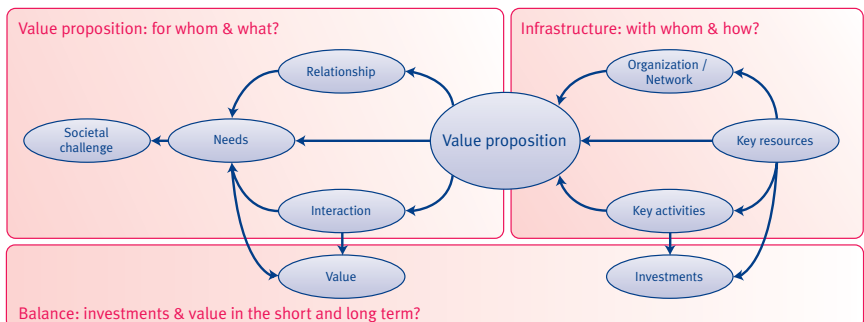 Value proposition: for whom & what?
Infrastructure: with whom & how?
Relationship
Organization /
Network
Societal
challenge
Needs
Value proposition
Key resources
Interaction
Key activities
Value
Investments
Balance: investments & value in the short and long term?